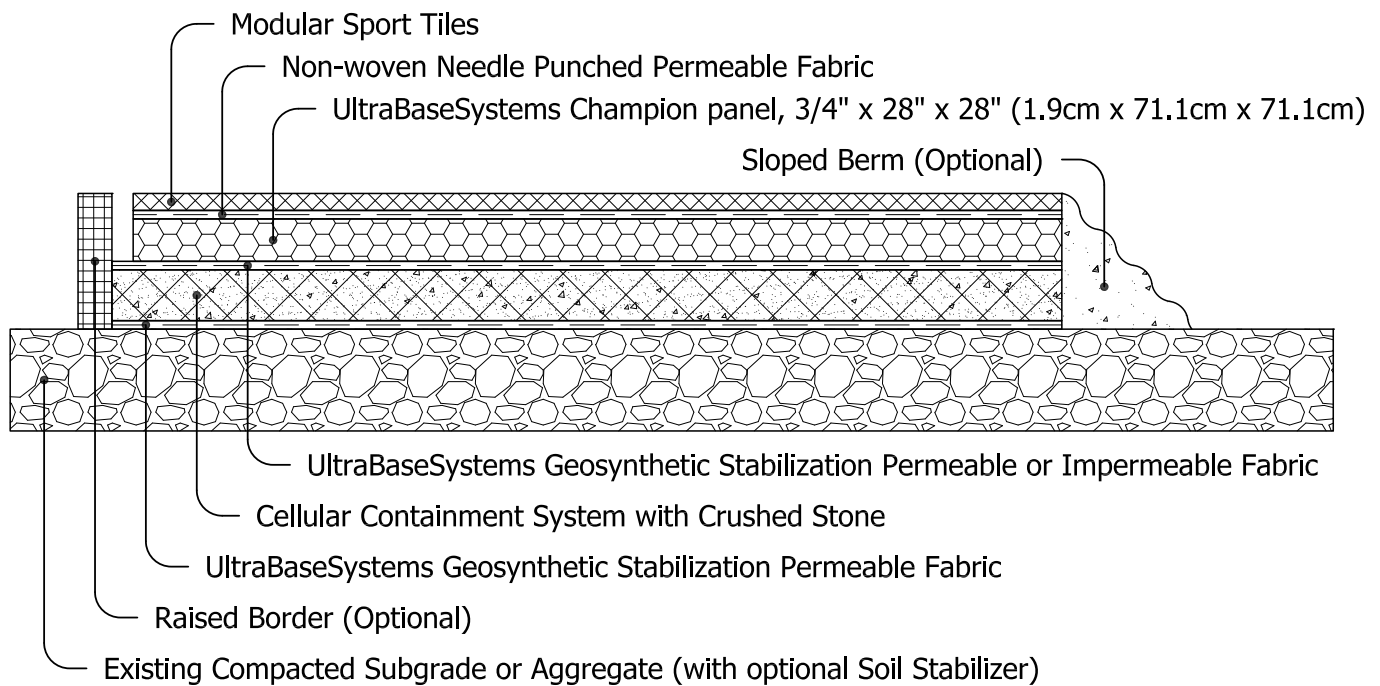 Modular Sport Tiles
Non-woven Needle Punched Permeable Fabric
UltraBaseSystems Champion panel, 3/4" x 28" x 28" (1.9cm x 71.1cm x 71.1cm)
Sloped Berm (Optional)
UltraBaseSystems Geosynthetic Stabilization Permeable or Impermeable Fabric
Cellular Containment System with Crushed Stone
UltraBaseSystems Geosynthetic Stabilization Permeable Fabric
Raised Border (Optional)
Existing Compacted Subgrade or Aggregate (with optional Soil Stabilizer)